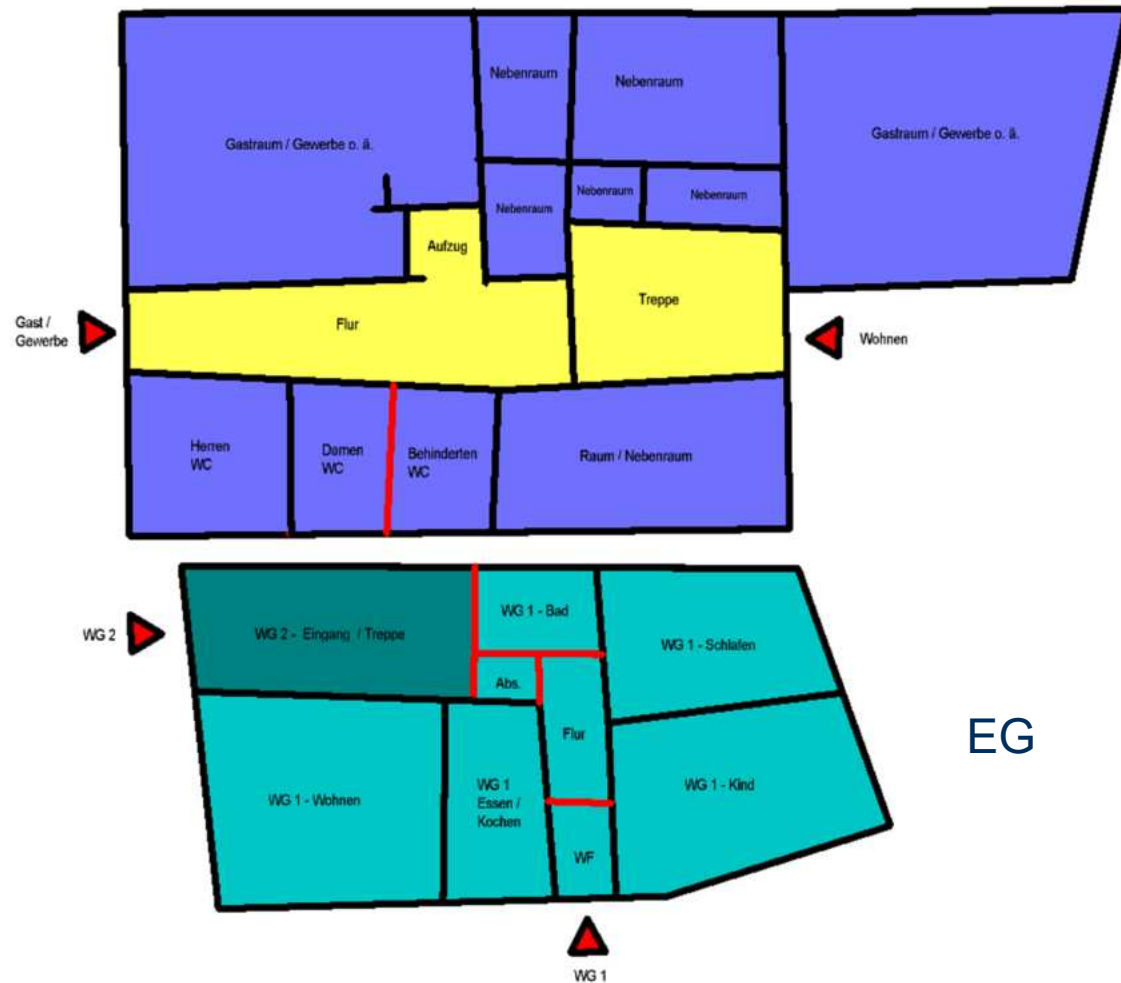 Nebenraum
Nebenraum
Gastraum / Gewerbe o. ä.
Gastraum / Gewerbe o. ä.
Nebenraum
Nebenraum
Nebenraum
Aufzug
Treppe
Gast /
Gewerbe
Flur
Wohnen
Herren
WC
Damen
WC
Behinderten
WC
Raum / Nebenraum
WG 2
WG 2 - Eingang / Treppe
WG 1 - Bad
WG 1 - Schlafen
Abs.
Flur
EG
WG 1 - Wohnen
WG 1
Essen /
Kochen
WG 1 - Kind
WF
WG 1